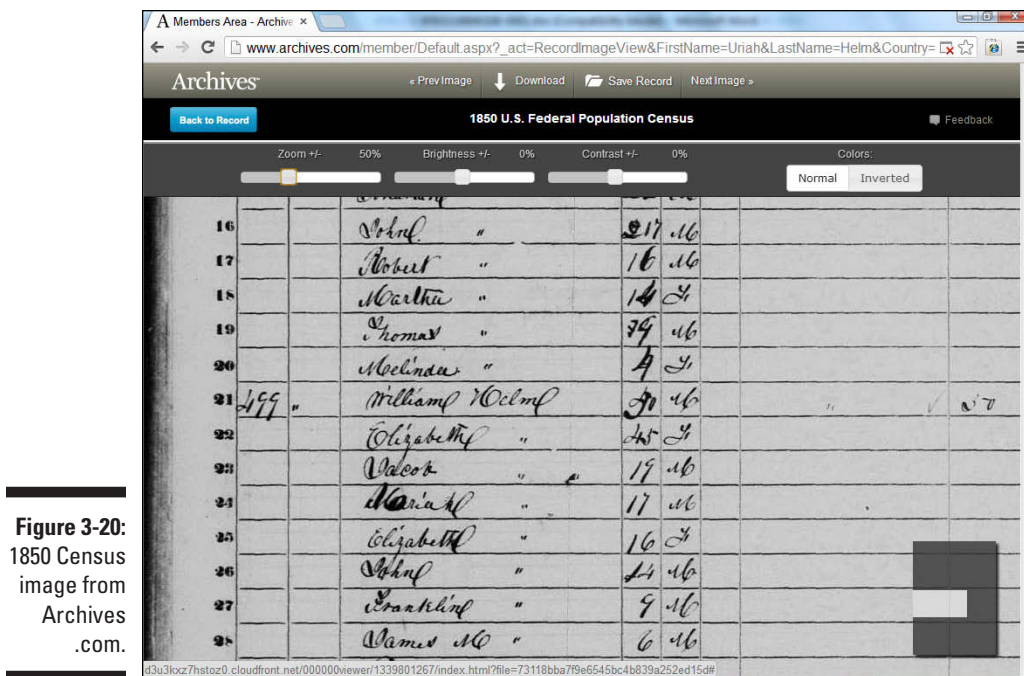 A Members Area - Archive ×
www.archives.com/member/Default.aspx?_act=RecordImageView&FirstName=Uriah&LastName=Helm&Country=
Archives
« Prev Image Download Save Record Next Image »
Back to Record 1850 U.S. Federal Population Census Feedback
Zoom +/- 50% Brightness +/- 0% Contrast +/- 0% Colors:
Normal Inverted
16 John " 17 M
17 Robert " 16 M
18 Martha " 14 F
19 Thomas " 9 M
20 Melinda " 4 F
21 499 " William Helm 50 M " 50
22 Elizabeth " 45 F
23 Jacob " " 19 M
24 " 17 M
25 Elizabeth " 16 F
26 John " 14 M
27 Franklin " 9 M
28 James M " 6 M
d3u3kxz7hstoz0.cloudfront.net/000000viewer/1339801267/index.html?file=73118bba7f9e6545bc4b839a252ed15d#
Figure 3-20:
1850 Census
image from
Archives
.com.